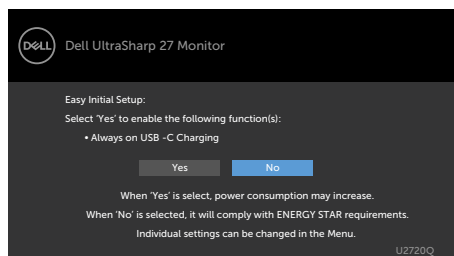 DELL Dell UltraSharp 27 Monitor
Easy Initial Setup:
Select 'Yes' to enable the following function(s):
• Always on USB -C Charging
Yes No
When 'Yes' is select, power consumption may increase.
When 'No' is selected, it will comply with ENERGY STAR requirements.
Individual settings can be changed in the Menu.
U2720Q